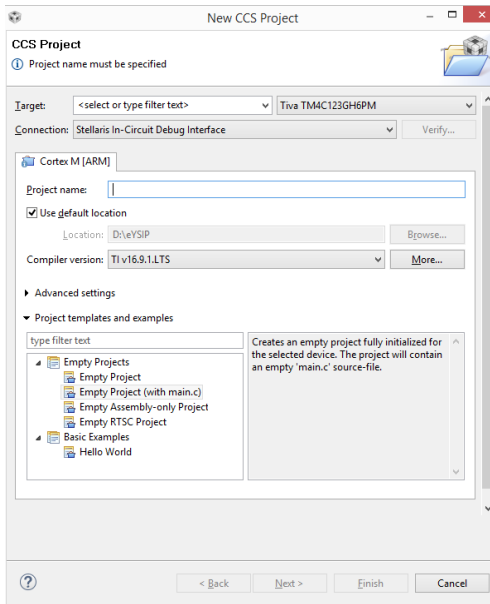 New CCS Project
CCS Project
Project name must be specified
Target: <select or type filter text> Tiva TM4C123GH6PM
Connection: Stellaris In-Circuit Debug Interface Verify...
Cortex M [ARM]
Project name:
Use default location
Location: D:\eYSIP Browse...
Compiler version: TI v16.9.1.LTS More...
Advanced settings
Project templates and examples
type filter text
Empty Projects
Empty Project
Empty Project (with main.c)
Empty Assembly-only Project
Empty RTSC Project
Basic Examples
Hello World
Creates an empty project fully initialized for
the selected device. The project will contain
an empty 'main.c' source-file.
< Back Next > Finish Cancel